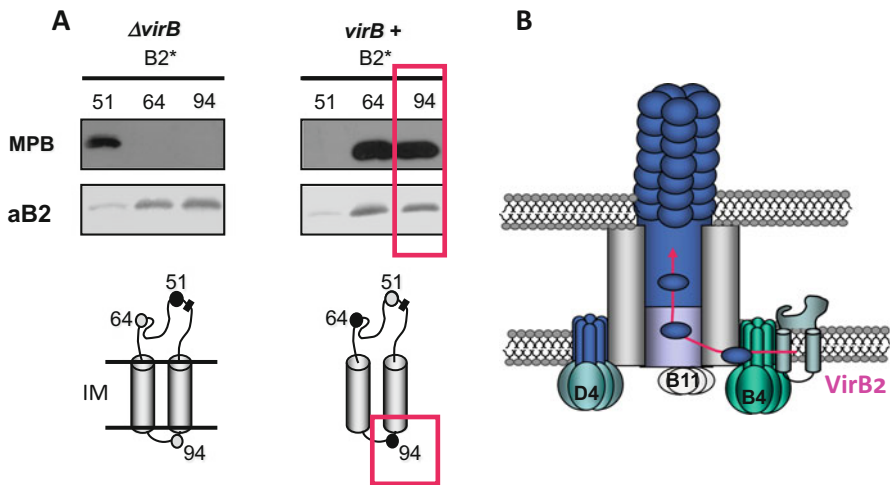 A
ΔvirB
B2*
51 64 94
virB +
B2*
51 64 94
MPB
aB2
51
64
IM
94
51
64
94
B
D4
B11
B4
VirB2